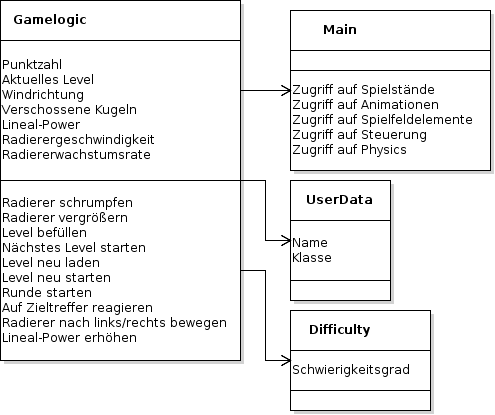 Gamelogic
Punktzahl
Aktuelles Level
Windrichtung
Verschossene Kugeln
Lineal-Power
Radierergeschwindigkeit
Radiererwachstumsrate
Radierer schrumpfen
Radierer vergrößern
Level befüllen
Nächstes Level starten
Level neu laden
Level neu starten
Runde starten
Auf Zieltreffer reagieren
Radierer nach links/rechts bewegen
Lineal-Power erhöhen
Main
Zugriff auf Spielstände
Zugriff auf Animationen
Zugriff auf Spielfeldelemente
Zugriff auf Steuerung
Zugriff auf Physics
UserData
Name
Klasse
Difficulty
Schwierigkeitsgrad